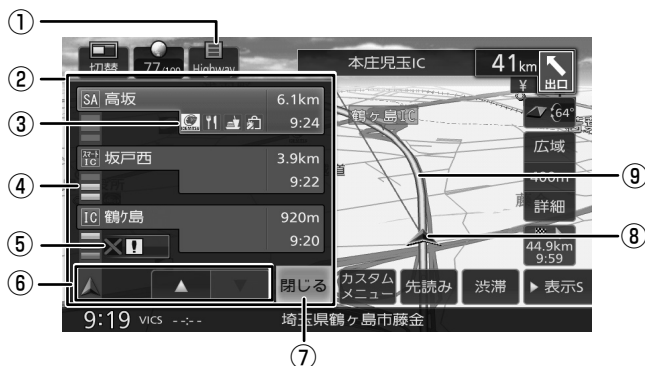 ①
切替 77/100 Highway
本庄児玉IC 41km
出口
②
SA 高坂 6.1km
¥
③ 9:24
鶴ヶ島IC 64°
広域
スマートIC 坂戸西 3.9km
④ 9:22
⑨
400m
詳細
IC 鶴ヶ島 920m
⑤ 9:20
⑧
44.9km
9:59
⑥
閉じる
カスタム
メニュー
先読み 渋滞 ▶表示S
9:19 VICS --:-- 埼玉県鶴ヶ島市藤金
⑦